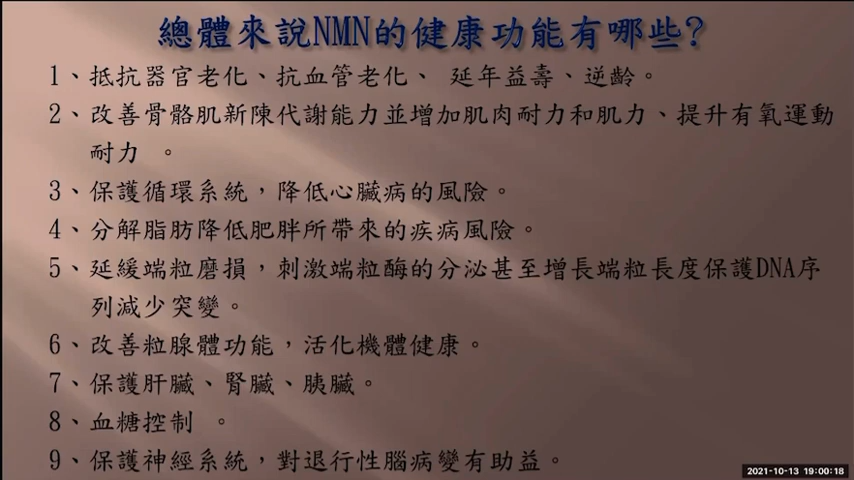 總體來說NMN的健康功能有哪些?
1、抵抗器官老化、抗血管老化、 延年益壽、逆齡。
2、改善骨骼肌新陳代謝能力並增加肌肉耐力和肌力、提升有氧運動
耐力 。
3、保護循環系統，降低心臟病的風險。
4、分解脂肪降低肥胖所帶來的疾病風險。
5、延緩端粒磨損，刺激端粒酶的分泌甚至增長端粒長度保護DNA序
列減少突變。
6、改善粒腺體功能，活化機體健康。
7、保護肝臟、腎臟、胰臟。
8、血糖控制 。
9、保護神經系統，對退行性腦病變有助益。
2021-10-13 19:00:18